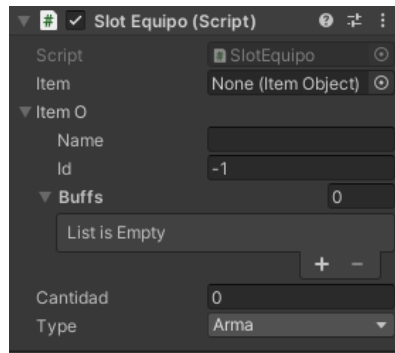 # Slot Equipo (Script)
Script SlotEquipo
Item None (Item Object)
Item O
Name
Id -1
Buffs 0
List is Empty
+ −
Cantidad 0
Type Arma